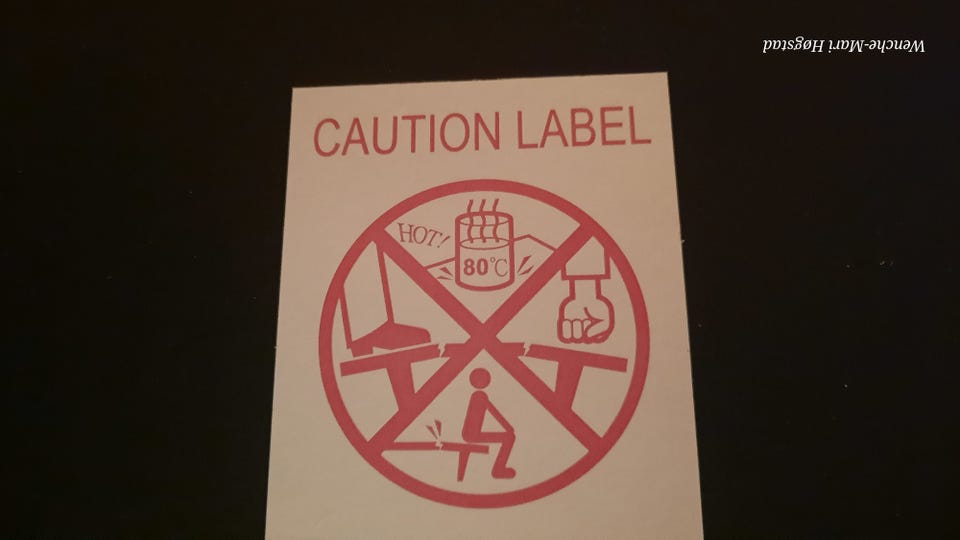 Wenche-Mari Høgstad
CAUTION LABEL
HOT!
80°C